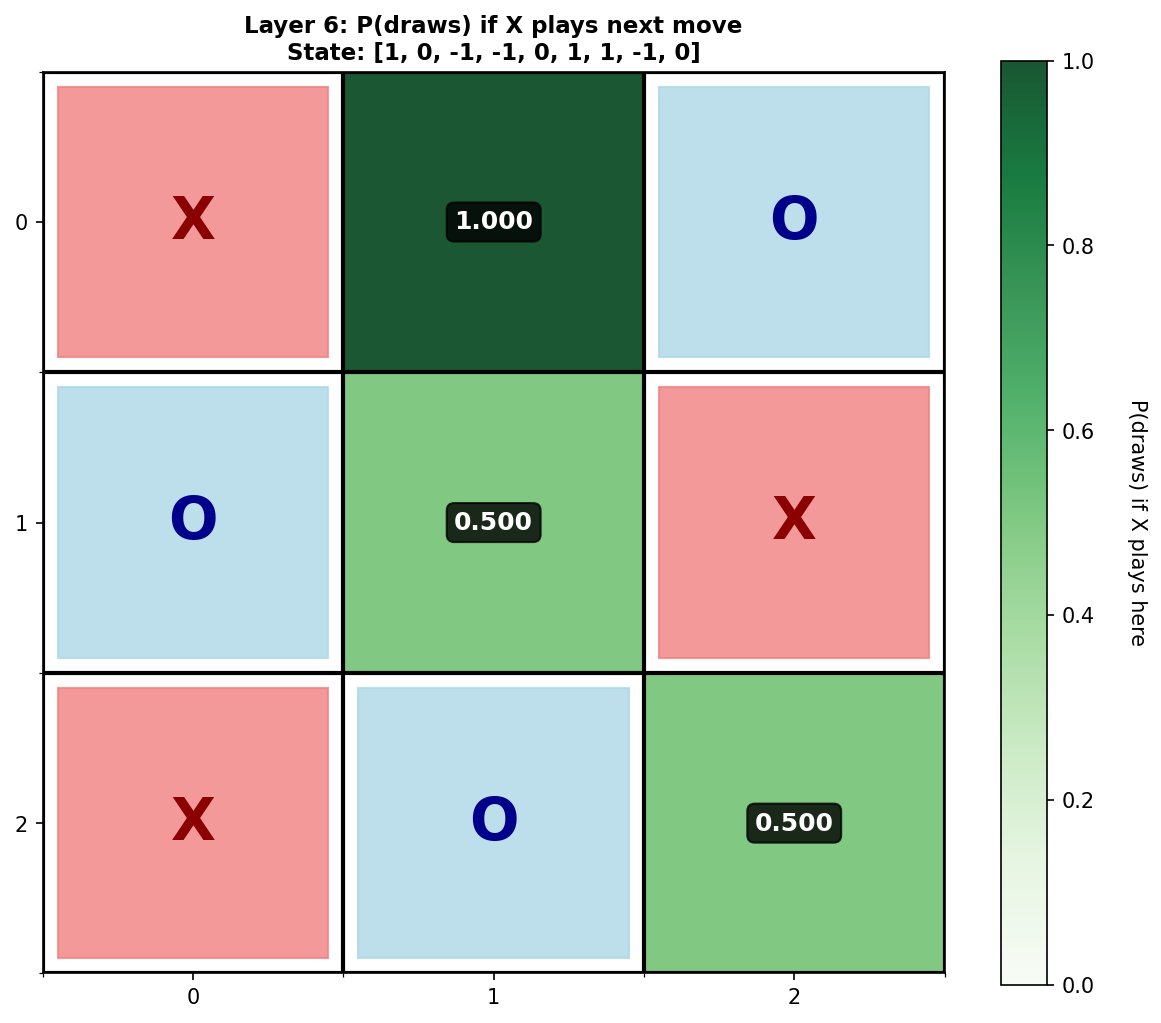 Layer 6: P(draws) if X plays next move
State: [1, 0, -1, -1, 0, 1, 1, -1, 0]
0
X
1.000
O
1
O
0.500
X
2
X
O
0.500
0
1
2
1.0
0.8
0.6
0.4
0.2
0.0
P(draws) if X plays here